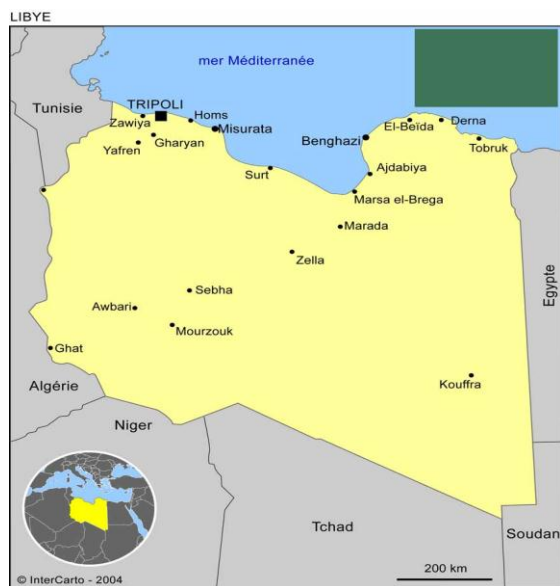 LIBYE
mer Méditerranée
Tunisie
TRIPOLI
Zawiya
Homs
Misurata
Gharyan
Yafren
Benghazi
El-Beïda
Derna
Tobruk
Surt
Ajdabiya
Marsa el-Brega
Marada
Zella
Sebha
Awbari
Mourzouk
Ghat
Kouffra
Egypte
Algérie
Niger
Tchad
Soudan
200 km
© InterCarto - 2004